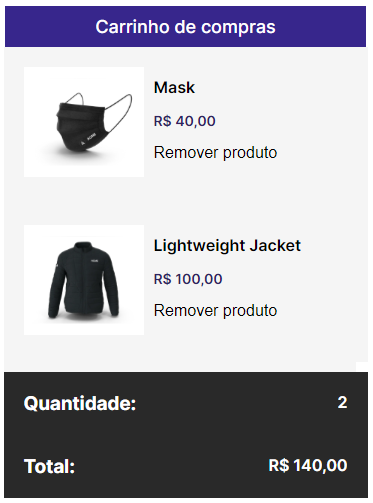 Carrinho de compras
Mask
R$ 40,00
Remover produto
Lightweight Jacket
R$ 100,00
Remover produto
Quantidade: 2
Total: R$ 140,00